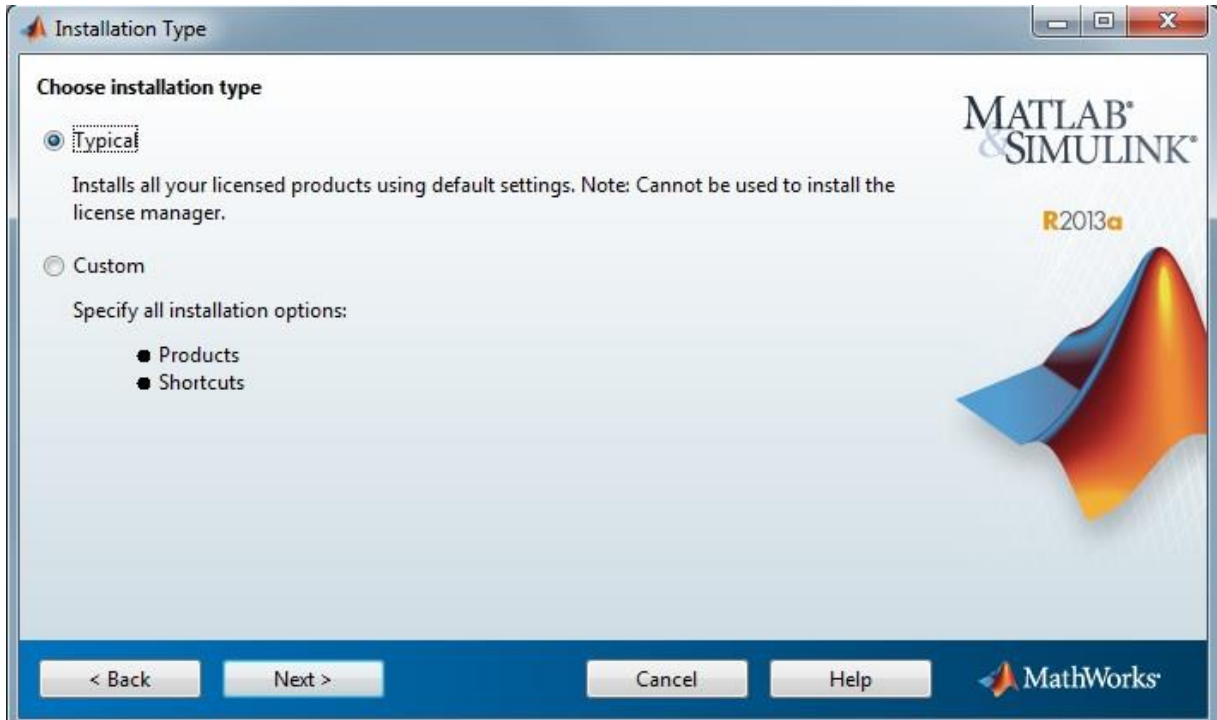 Installation Type
Choose installation type
Typical
Installs all your licensed products using default settings. Note: Cannot be used to install the
license manager.
Custom
Specify all installation options:
● Products
● Shortcuts
MATLAB®
&SIMULINK®
R2013a
< Back
Next >
Cancel
Help
MathWorks®